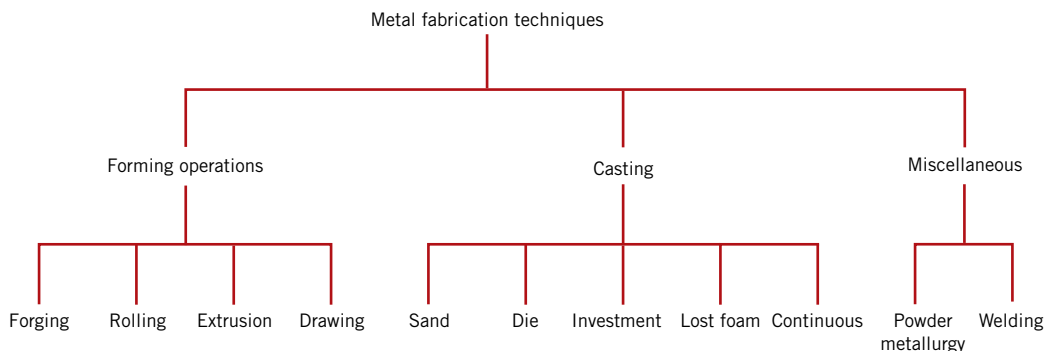 Metal fabrication techniques
Forming operations
Casting
Miscellaneous
Forging
Rolling
Extrusion
Drawing
Sand
Die
Investment
Lost foam
Continuous
Powder
metallurgy
Welding